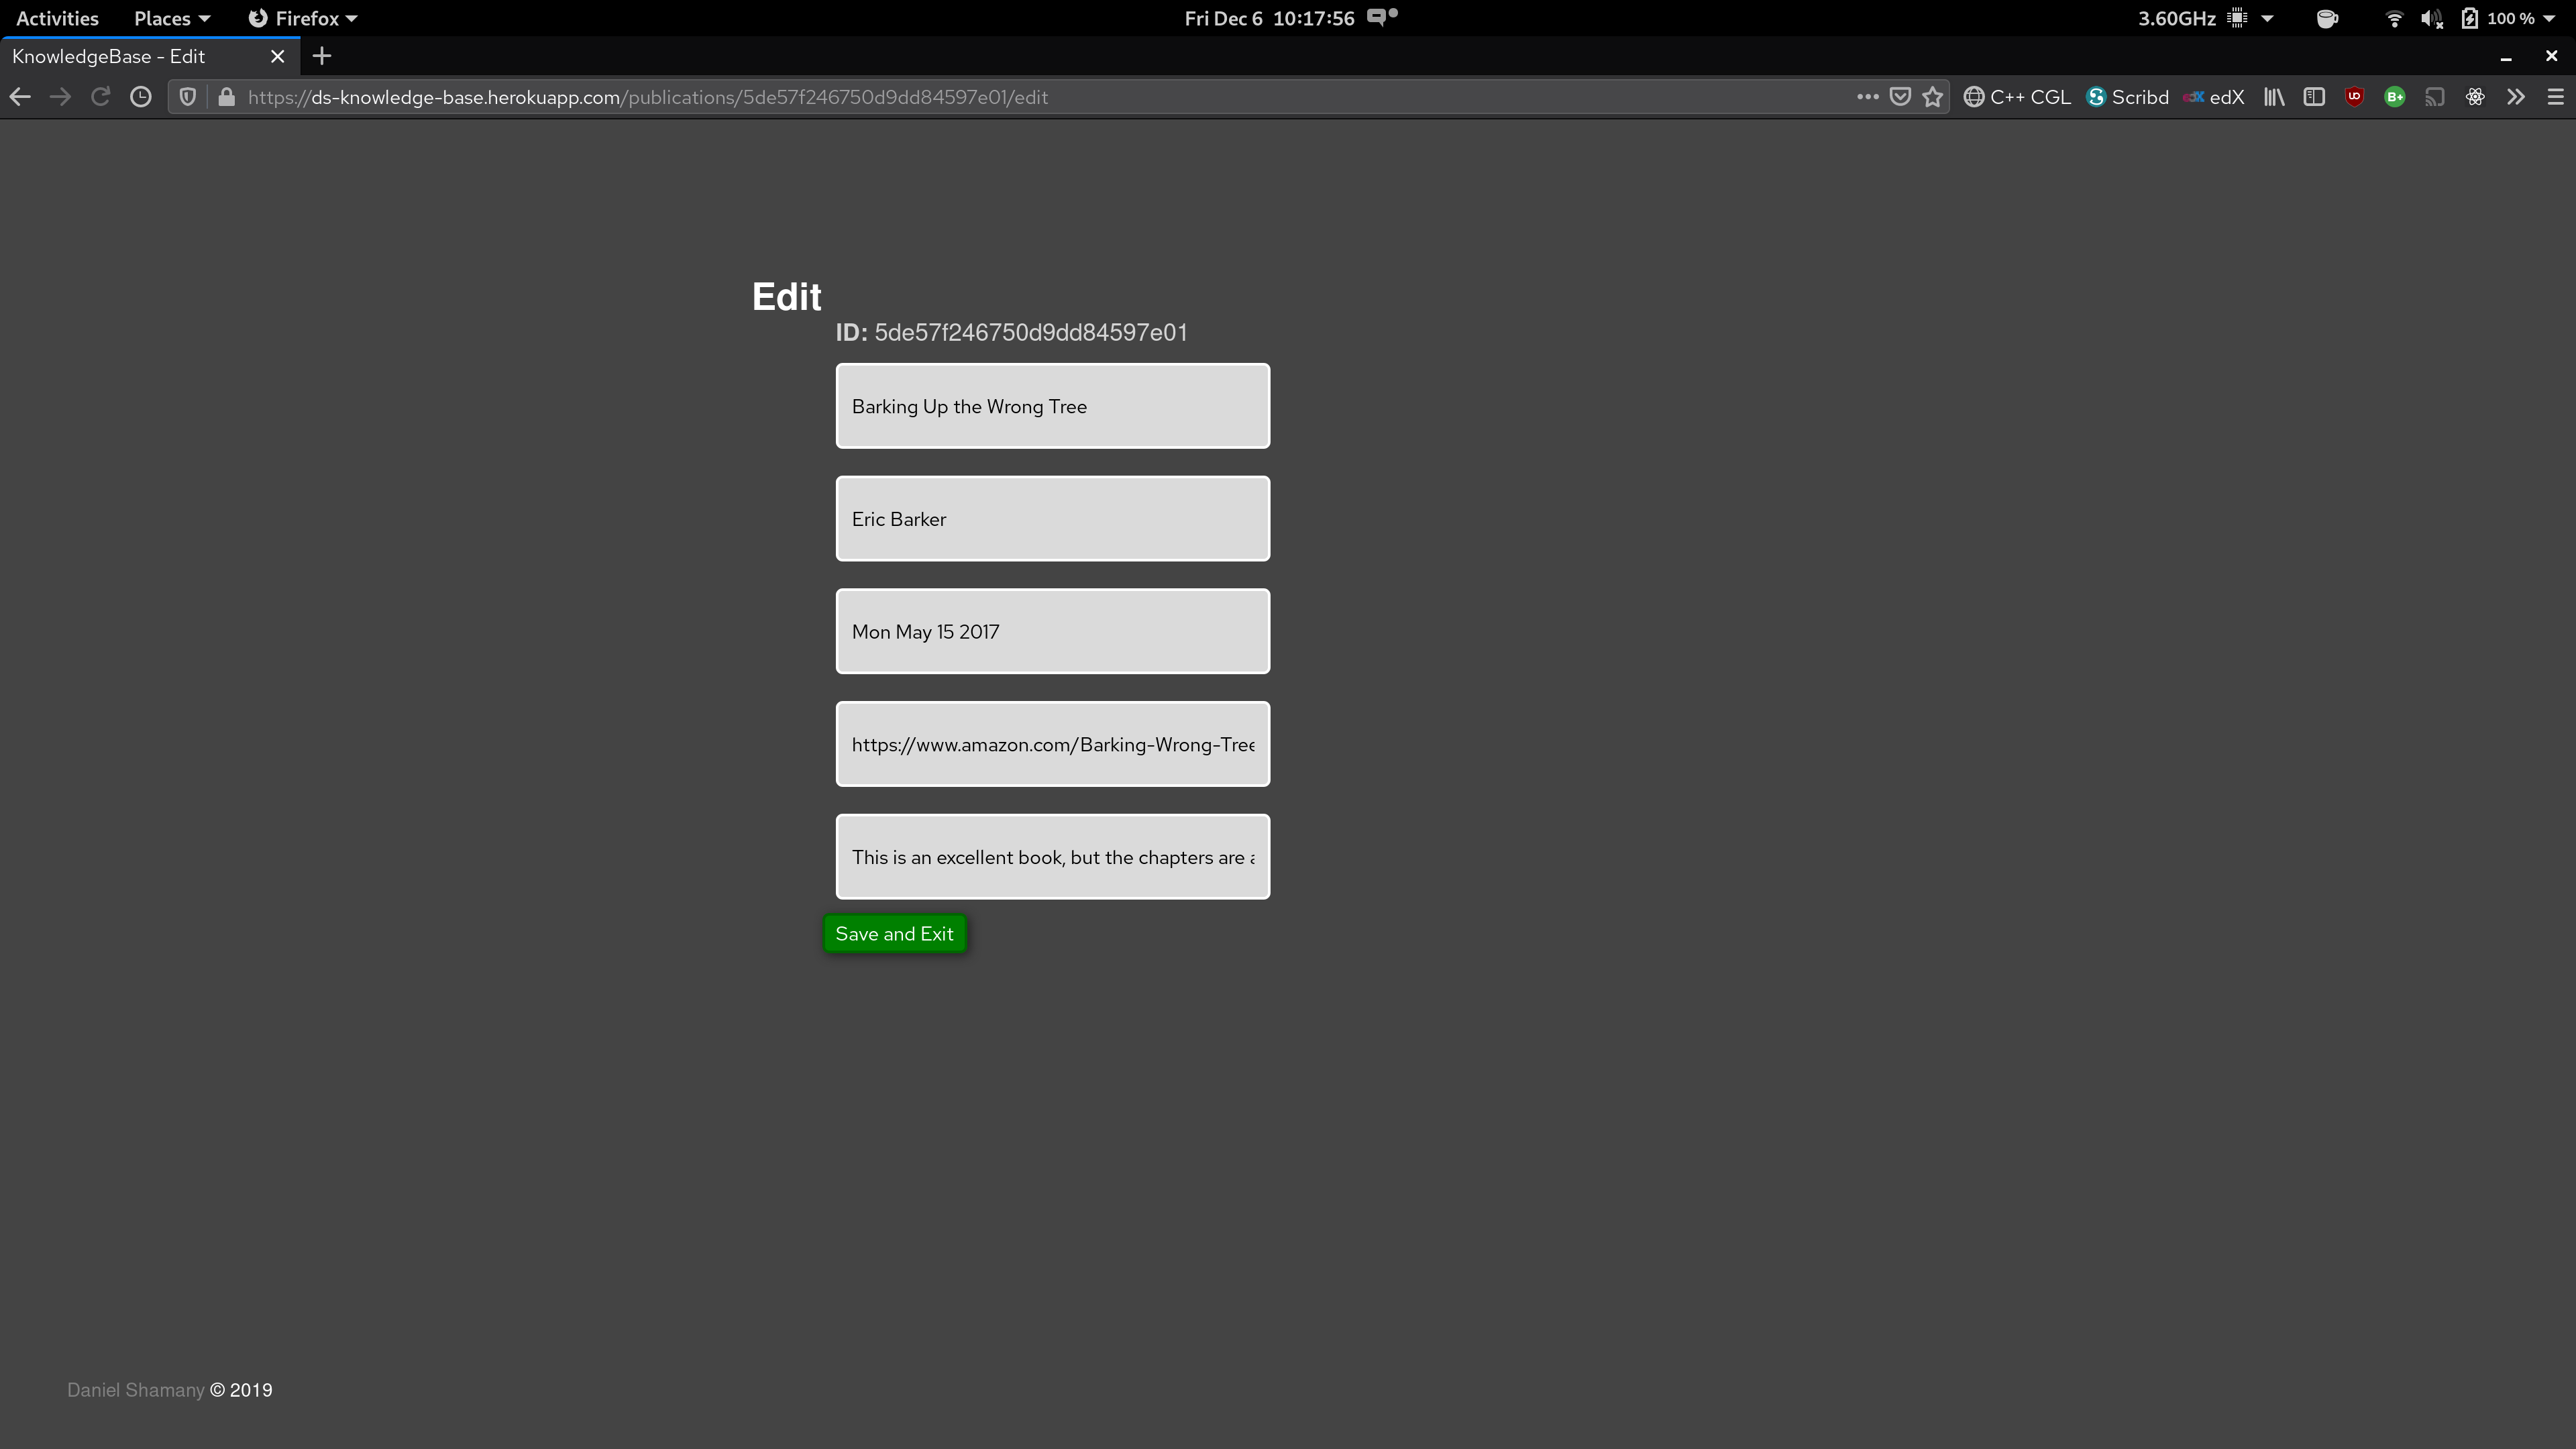 Activities Places Firefox Fri Dec 6 10:17:56 3.60GHz 100 %
KnowledgeBase - Edit
https://ds-knowledge-base.herokuapp.com/publications/5de57f246750d9dd84597e01/edit C++ CGL Scribd edX edX UO B+
Edit
ID: 5de57f246750d9dd84597e01
Barking Up the Wrong Tree
Eric Barker
Mon May 15 2017
https://www.amazon.com/Barking-Wrong-Tree
This is an excellent book, but the chapters are a
Save and Exit
Daniel Shamany © 2019